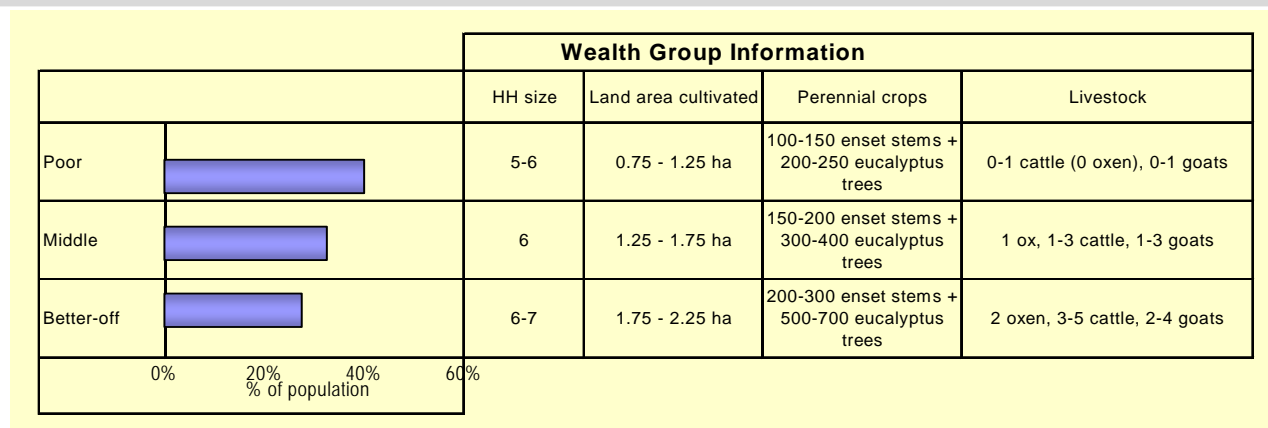 Wealth Group Information
HH size Land area cultivated Perennial crops Livestock
Poor 5-6 0.75 - 1.25 ha 100-150 enset stems +
200-250 eucalyptus
trees 0-1 cattle (0 oxen), 0-1 goats
Middle 6 1.25 - 1.75 ha 150-200 enset stems +
300-400 eucalyptus
trees 1 ox, 1-3 cattle, 1-3 goats
Better-off 6-7 1.75 - 2.25 ha 200-300 enset stems +
500-700 eucalyptus
trees 2 oxen, 3-5 cattle, 2-4 goats
0% 20% 40% 60%
% of population